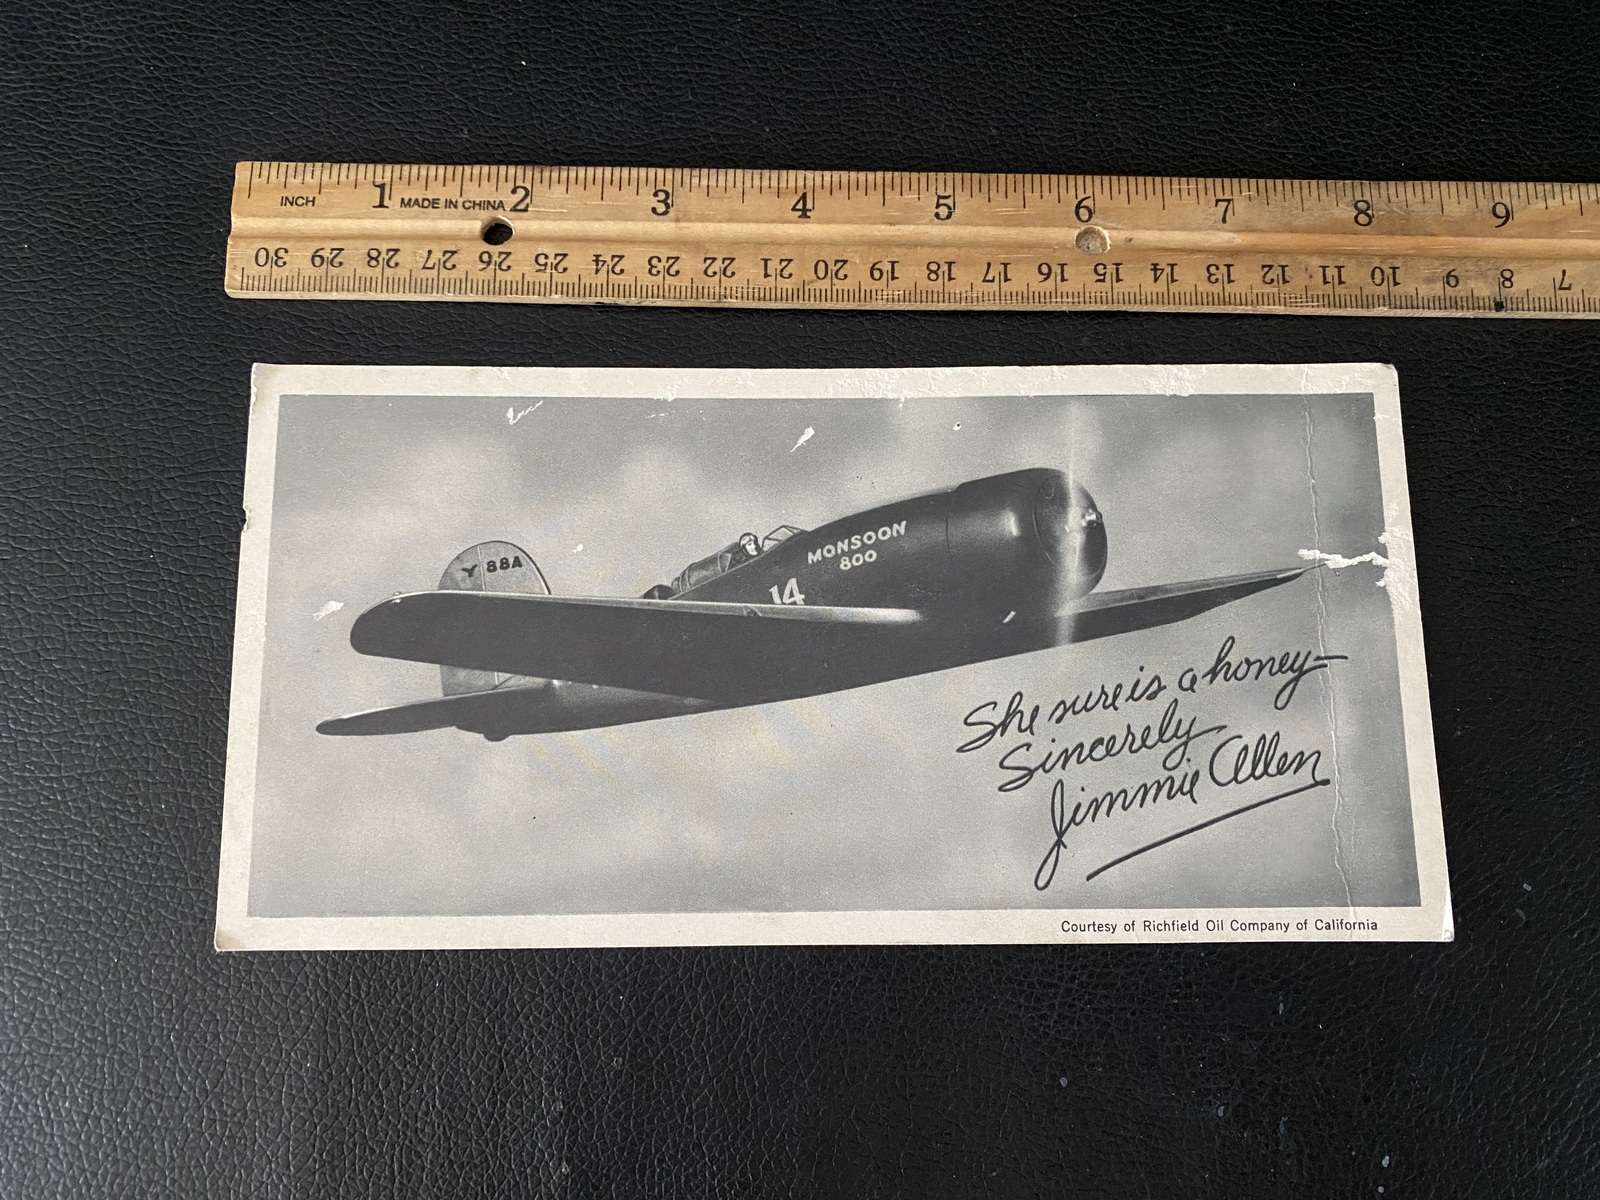 INCH 1 MADE IN CHINA 2 3 4 5 6 7 8 9
30 29 28 27 26 25 24 23 22 21 20 19 18 17 16 15 14 13 12 11 10 9 8 7
Y 88A
MONSOON
800
14
She sure is a honey—
Sincerely
Jimmie Allen
Courtesy of Richfield Oil Company of California